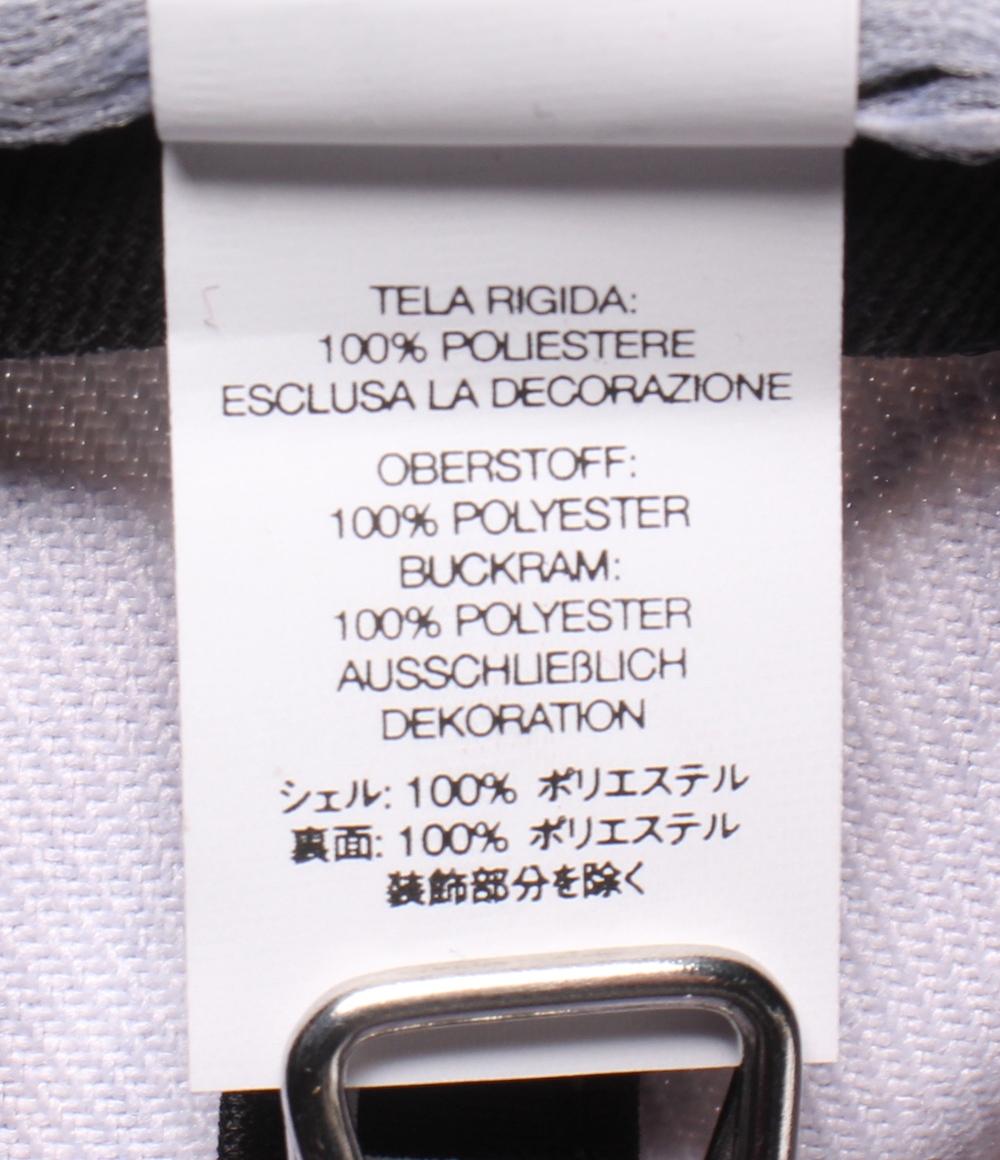 TELA RIGIDA:
100% POLIESTERE
ESCLUSA LA DECORAZIONE
OBERSTOFF:
100% POLYESTER
BUCKRAM:
100% POLYESTER
AUSSCHLIEßLICH
DEKORATION
シェル: 100% ポリエステル
裏面: 100% ポリエステル
装飾部分を除く